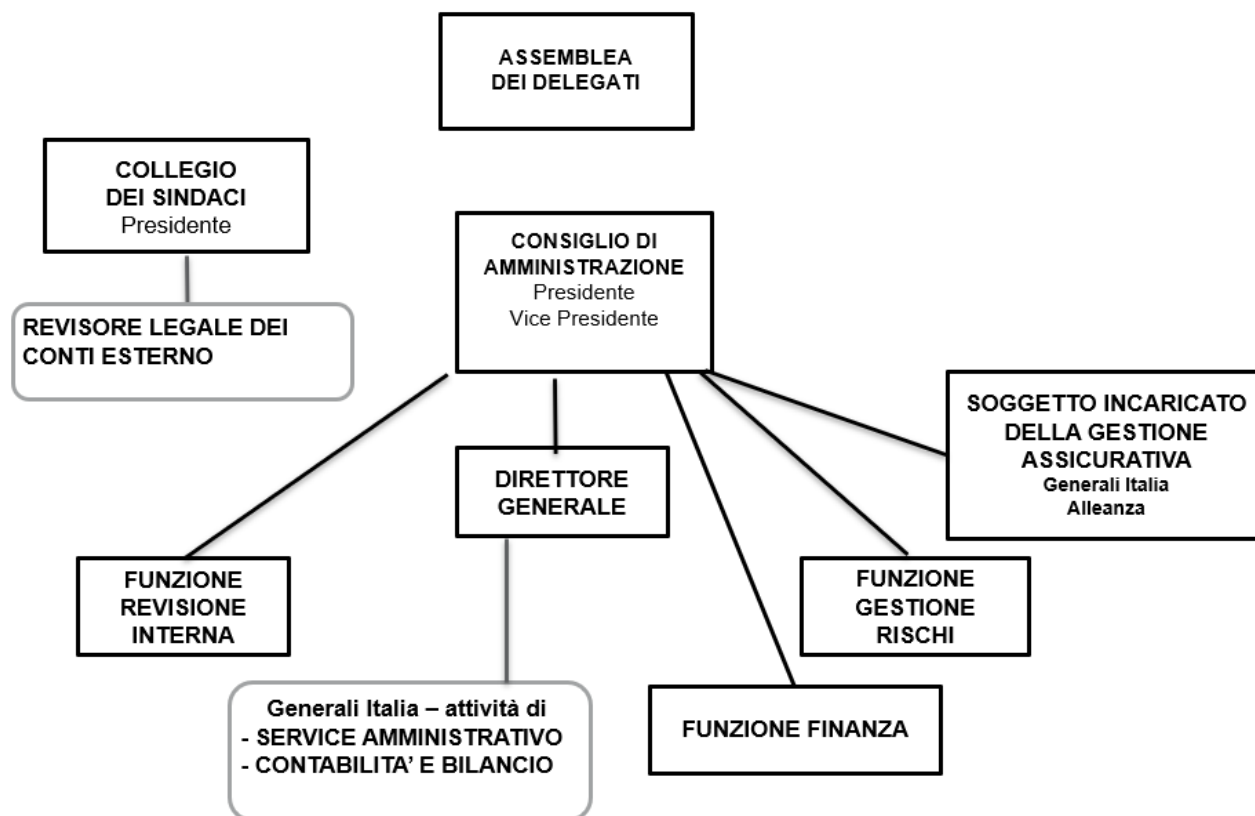 ASSEMBLEA
DEI DELEGATI
COLLEGIO
DEI SINDACI
Presidente
REVISORE LEGALE DEI
CONTI ESTERNO
CONSIGLIO DI
AMMINISTRAZIONE
Presidente
Vice Presidente
SOGGETTO INCARICATO
DELLA GESTIONE
ASSICURATIVA
Generali Italia
Alleanza
DIRETTORE
GENERALE
FUNZIONE
REVISIONE
INTERNA
FUNZIONE
GESTIONE
RISCHI
Generali Italia – attività di
- SERVICE AMMINISTRATIVO
- CONTABILITA’ E BILANCIO
FUNZIONE FINANZA